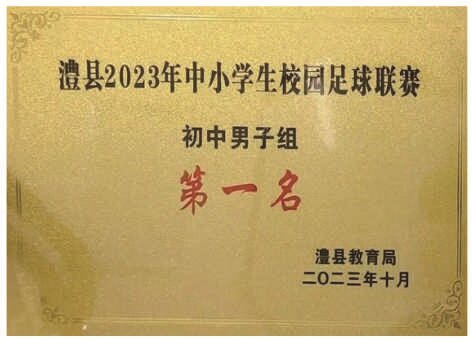 澧县2023年中小学生校园足球联赛
初中男子组
第一名
澧县教育局
二〇二三年十月